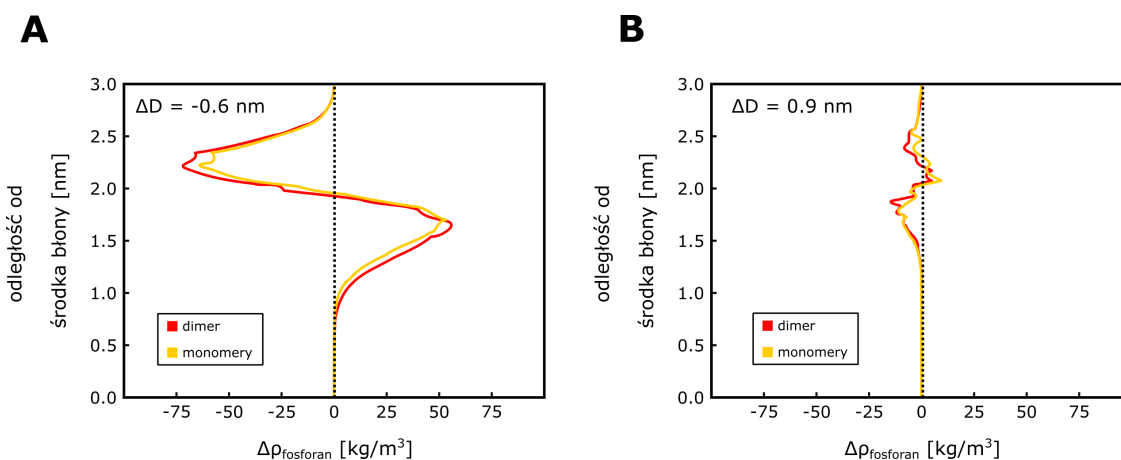 A
ΔD = -0.6 nm
3.0
2.5
2.0
1.5
1.0
0.5
0.0
odległość od
środka błony [nm]
dimer
monomery
-75 -50 -25 0 25 50 75
Δρfosforan [kg/m³]
B
ΔD = 0.9 nm
3.0
2.5
2.0
1.5
1.0
0.5
0.0
odległość od
środka błony [nm]
dimer
monomery
-75 -50 -25 0 25 50 75
Δρfosforan [kg/m³]